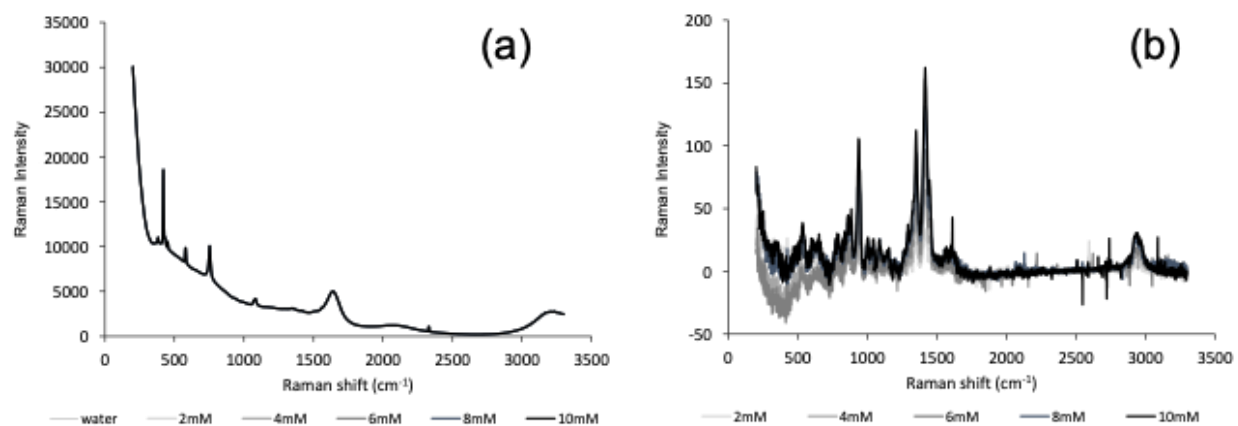 (a)
Raman Intensity
35000
30000
25000
20000
15000
10000
5000
0
0 500 1000 1500 2000 2500 3000 3500
Raman shift (cm⁻¹)
water 2mM 4mM 6mM 8mM 10mM
(b)
Raman Intensity
200
150
100
50
0
-50
0 500 1000 1500 2000 2500 3000 3500
Raman shift (cm⁻¹)
2mM 4mM 6mM 8mM 10mM